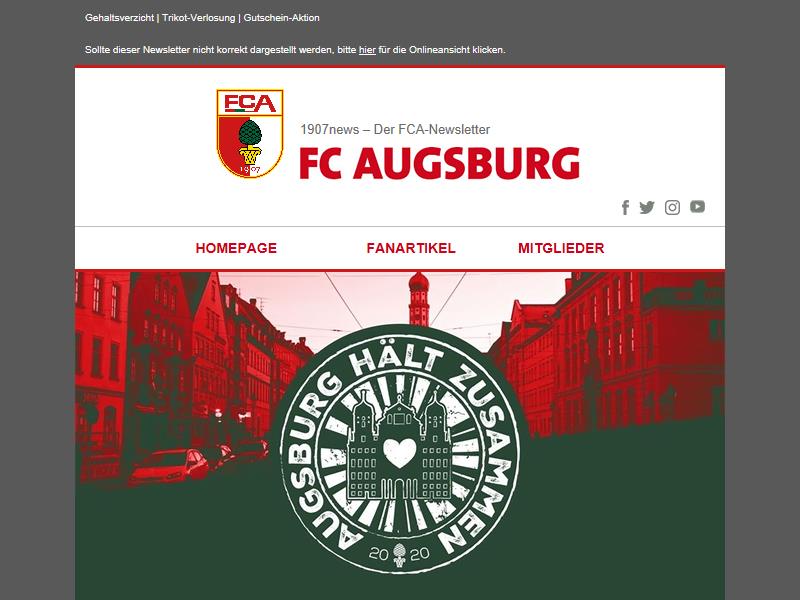 Gehaltsverzicht | Trikot-Verlosung | Gutschein-Aktion
Sollte dieser Newsletter nicht korrekt dargestellt werden, bitte hier für die Onlineansicht klicken.
FCA
1907
1907news – Der FCA-Newsletter
FC AUGSBURG
HOMEPAGE FANARTIKEL MITGLIEDER
AUGSBURG HÄLT ZUSAMMEN
2020